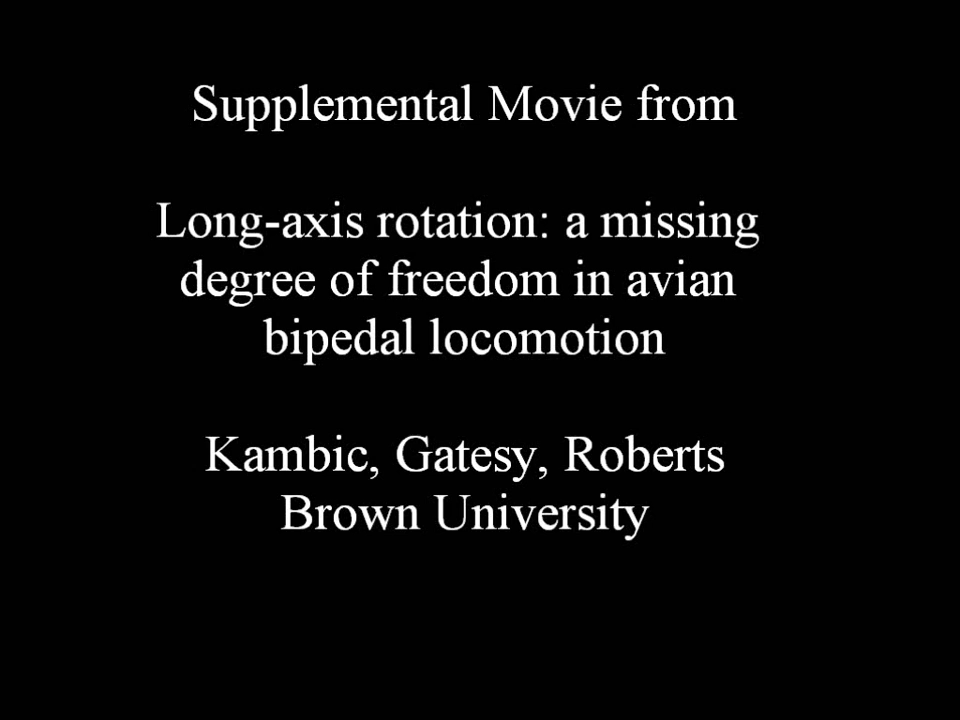 Supplemental Movie from
Long-axis rotation: a missing
degree of freedom in avian
bipedal locomotion
Kambic, Gatesy, Roberts
Brown University